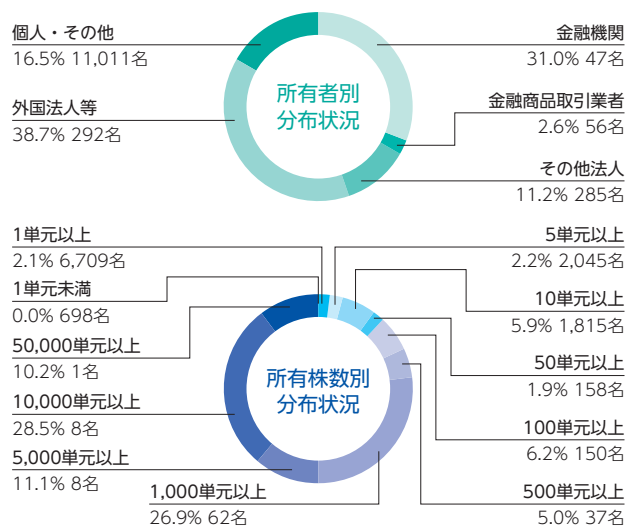 個人・その他
16.5% 11,011名
外国法人等
38.7% 292名
所有者別
分布状況
金融機関
31.0% 47名
金融商品取引業者
2.6% 56名
その他法人
11.2% 285名
1単元以上
2.1% 6,709名
1単元未満
0.0% 698名
50,000単元以上
10.2% 1名
10,000単元以上
28.5% 8名
5,000単元以上
11.1% 8名
1,000単元以上
26.9% 62名
所有株数別
分布状況
5単元以上
2.2% 2,045名
10単元以上
5.9% 1,815名
50単元以上
1.9% 158名
100単元以上
6.2% 150名
500単元以上
5.0% 37名